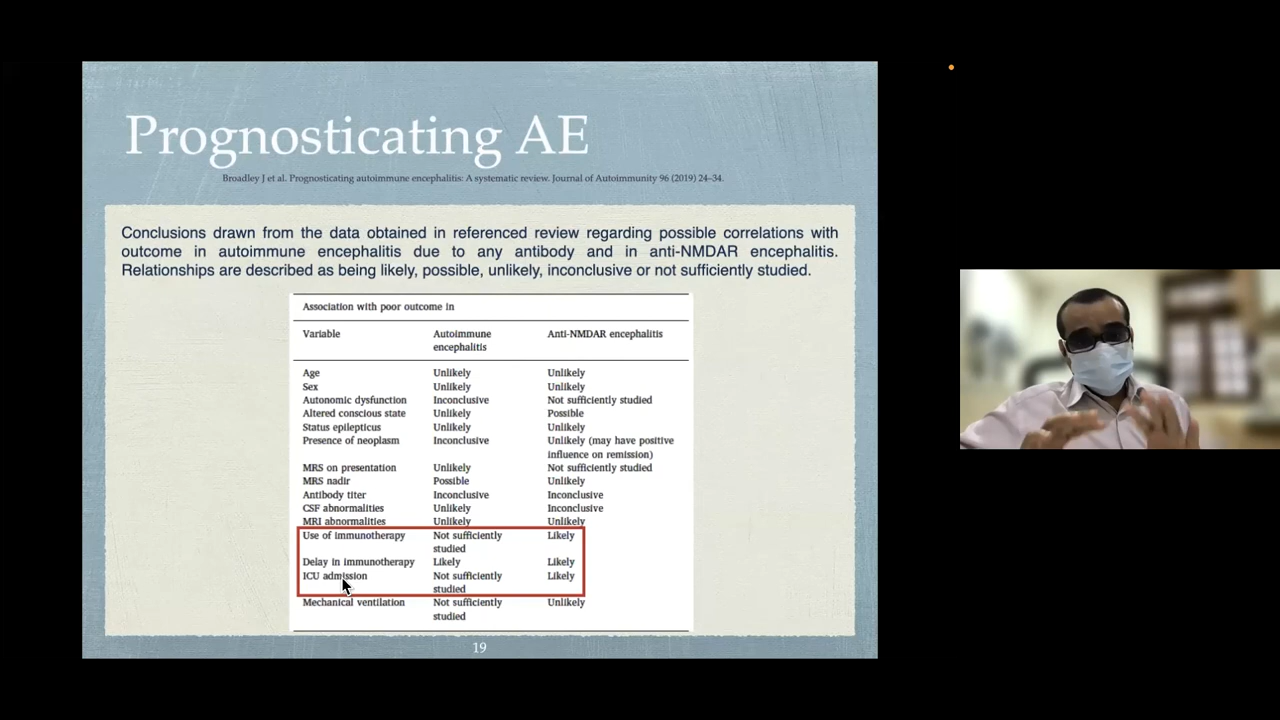 Prognosticating AE
Broadley J et al. Prognosticating autoimmune encephalitis: A systematic review. Journal of Autoimmunity 96 (2019) 24–34.
Conclusions drawn from the data obtained in referenced review regarding possible correlations with
outcome in autoimmune encephalitis due to any antibody and in anti-NMDAR encephalitis.
Relationships are described as being likely, possible, unlikely, inconclusive or not sufficiently studied.
Association with poor outcome in
Variable Autoimmune Anti-NMDAR encephalitis
encephalitis
Age Unlikely Unlikely
Sex Unlikely Unlikely
Autonomic dysfunction Inconclusive Not sufficiently studied
Altered conscious state Unlikely Possible
Status epilepticus Unlikely Unlikely
Presence of neoplasm Inconclusive Unlikely (may have positive
influence on remission)
MRS on presentation Unlikely Not sufficiently studied
MRS nadir Possible Unlikely
Antibody titer Inconclusive Inconclusive
CSF abnormalities Unlikely Inconclusive
MRI abnormalities Unlikely Unlikely
Use of immunotherapy Not sufficiently Likely
studied
Delay in immunotherapy Likely Likely
ICU admission Not sufficiently Likely
studied
Mechanical ventilation Not sufficiently Unlikely
studied
19